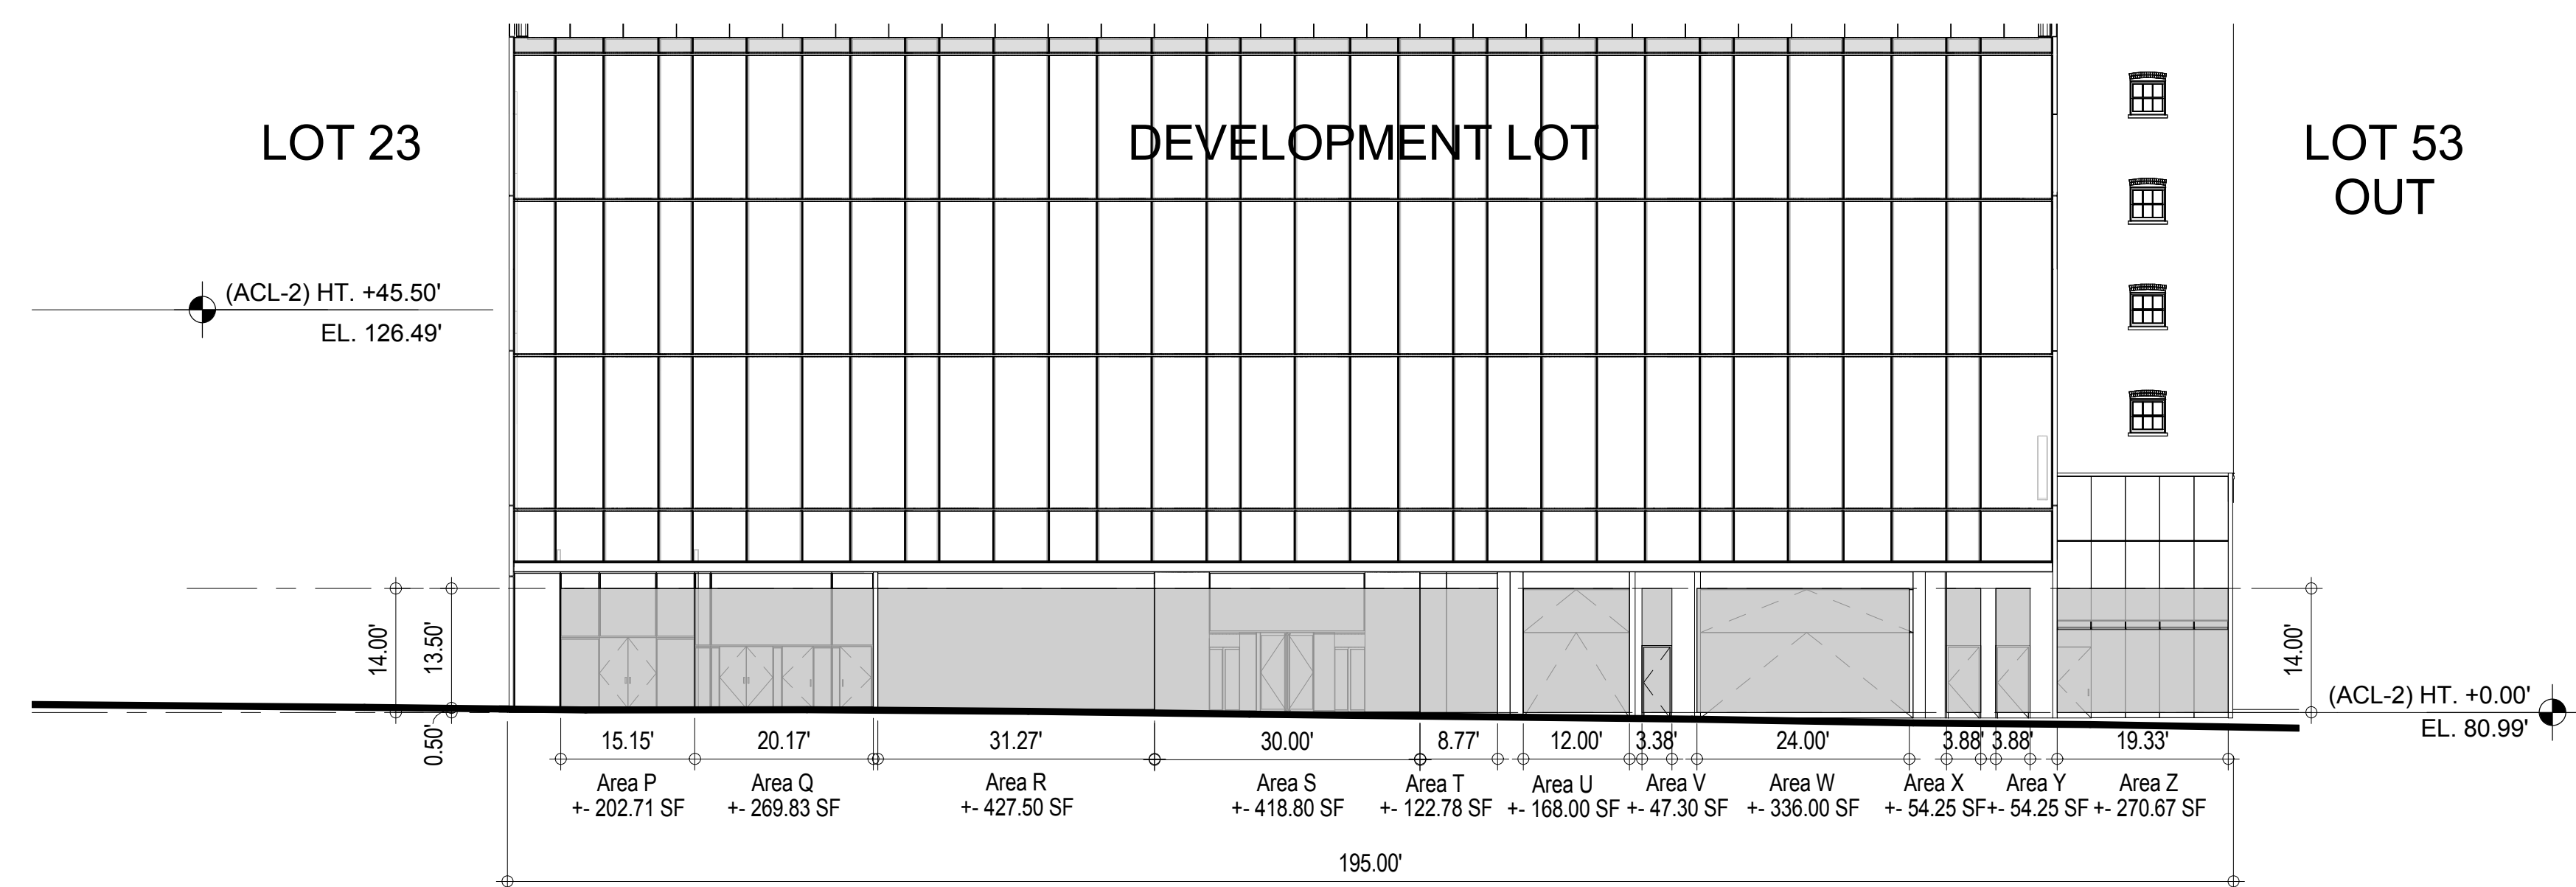 LOT 23
DEVELOPMENT LOT
LOT 53
OUT
(ACL-2) HT. +45.50'
EL. 126.49'
14.00'
13.50'
0.50'
14.00'
(ACL-2) HT. +0.00'
EL. 80.99'
15.15'
20.17'
31.27'
30.00'
8.77'
12.00'
3.38'
24.00'
3.88'
3.88'
19.33'
Area P
+- 202.71 SF
Area Q
+- 269.83 SF
Area R
+- 427.50 SF
Area S
+- 418.80 SF
Area T
+- 122.78 SF
Area U
+- 168.00 SF
Area V
+- 47.30 SF
Area W
+- 336.00 SF
Area X
+- 54.25 SF
Area Y
+- 54.25 SF
Area Z
+- 270.67 SF
195.00'